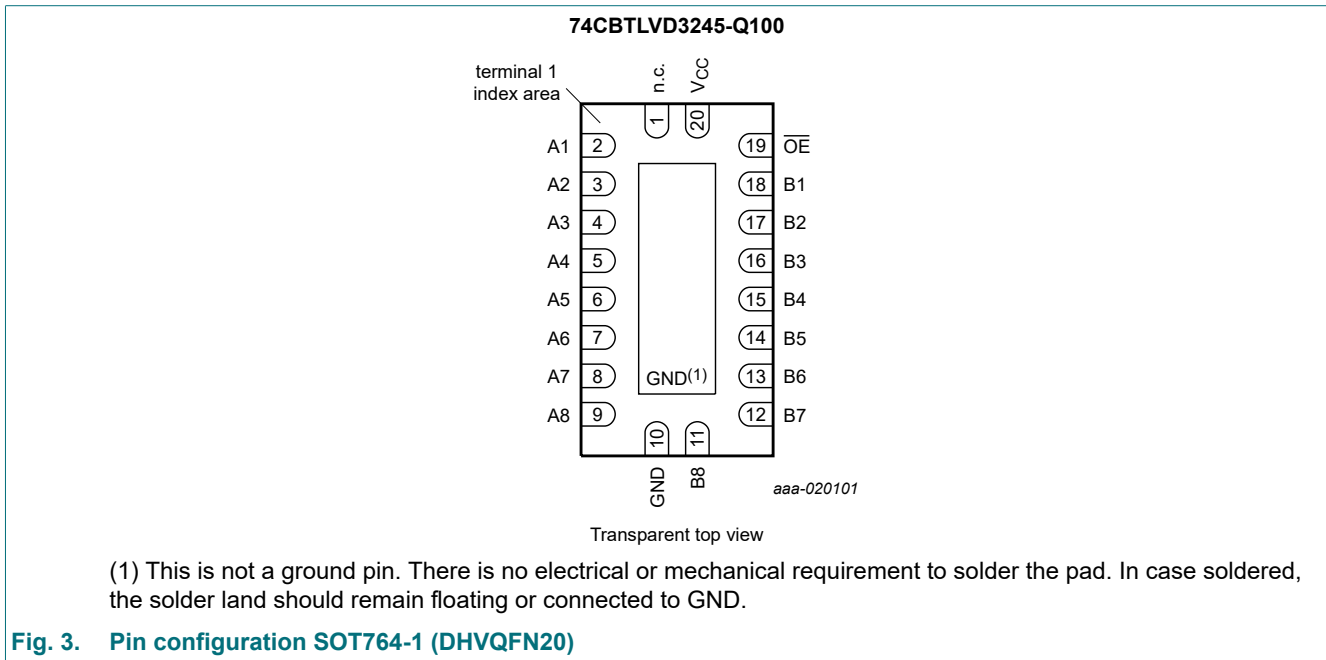 74CBTLVD3245-Q100
terminal 1
index area
n.c.
VCC
1
20
A1 2
19 OE
A2 3
18 B1
A3 4
17 B2
A4 5
16 B3
A5 6
15 B4
A6 7
14 B5
A7 8
GND(1)
13 B6
A8 9
12 B7
10
11
GND
B8
aaa-020101
Transparent top view
(1) This is not a ground pin. There is no electrical or mechanical requirement to solder the pad. In case soldered,
the solder land should remain floating or connected to GND.
Fig. 3. Pin configuration SOT764-1 (DHVQFN20)